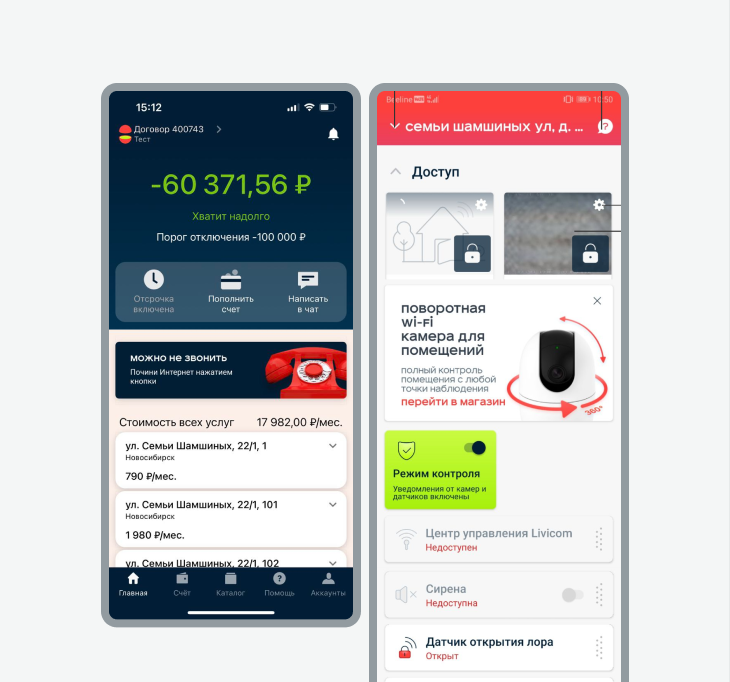 15:12
Договор 400743
Тест
-60 371,56 ₽
Хватит надолго
Порог отключения -100 000 ₽
Отсрочка
включена
Пополнить
счет
Написать
в чат
можно не звонить
Почини Интернет нажатием
кнопки
Стоимость всех услуг 17 982,00 ₽/мес.
ул. Семьи Шамшиных, 22/1, 1
Новосибирск
790 ₽/мес.
ул. Семьи Шамшиных, 22/1, 101
Новосибирск
1 980 ₽/мес.
ул. Семьи Шамшиных, 22/1, 102
Главная
Счёт
Каталог
Помощь
Аккаунты
Beeline 10:50
семьи шамшиных ул, д. ...
Доступ
поворотная
wi-fi
камера для
помещений
полный контроль
помещения с любой
точки наблюдения
перейти в магазин
360°
Режим контроля
Уведомления от камер и
датчиков включены
Центр управления Livicom
Недоступен
Сирена
Недоступна
Датчик открытия лора
Открыт